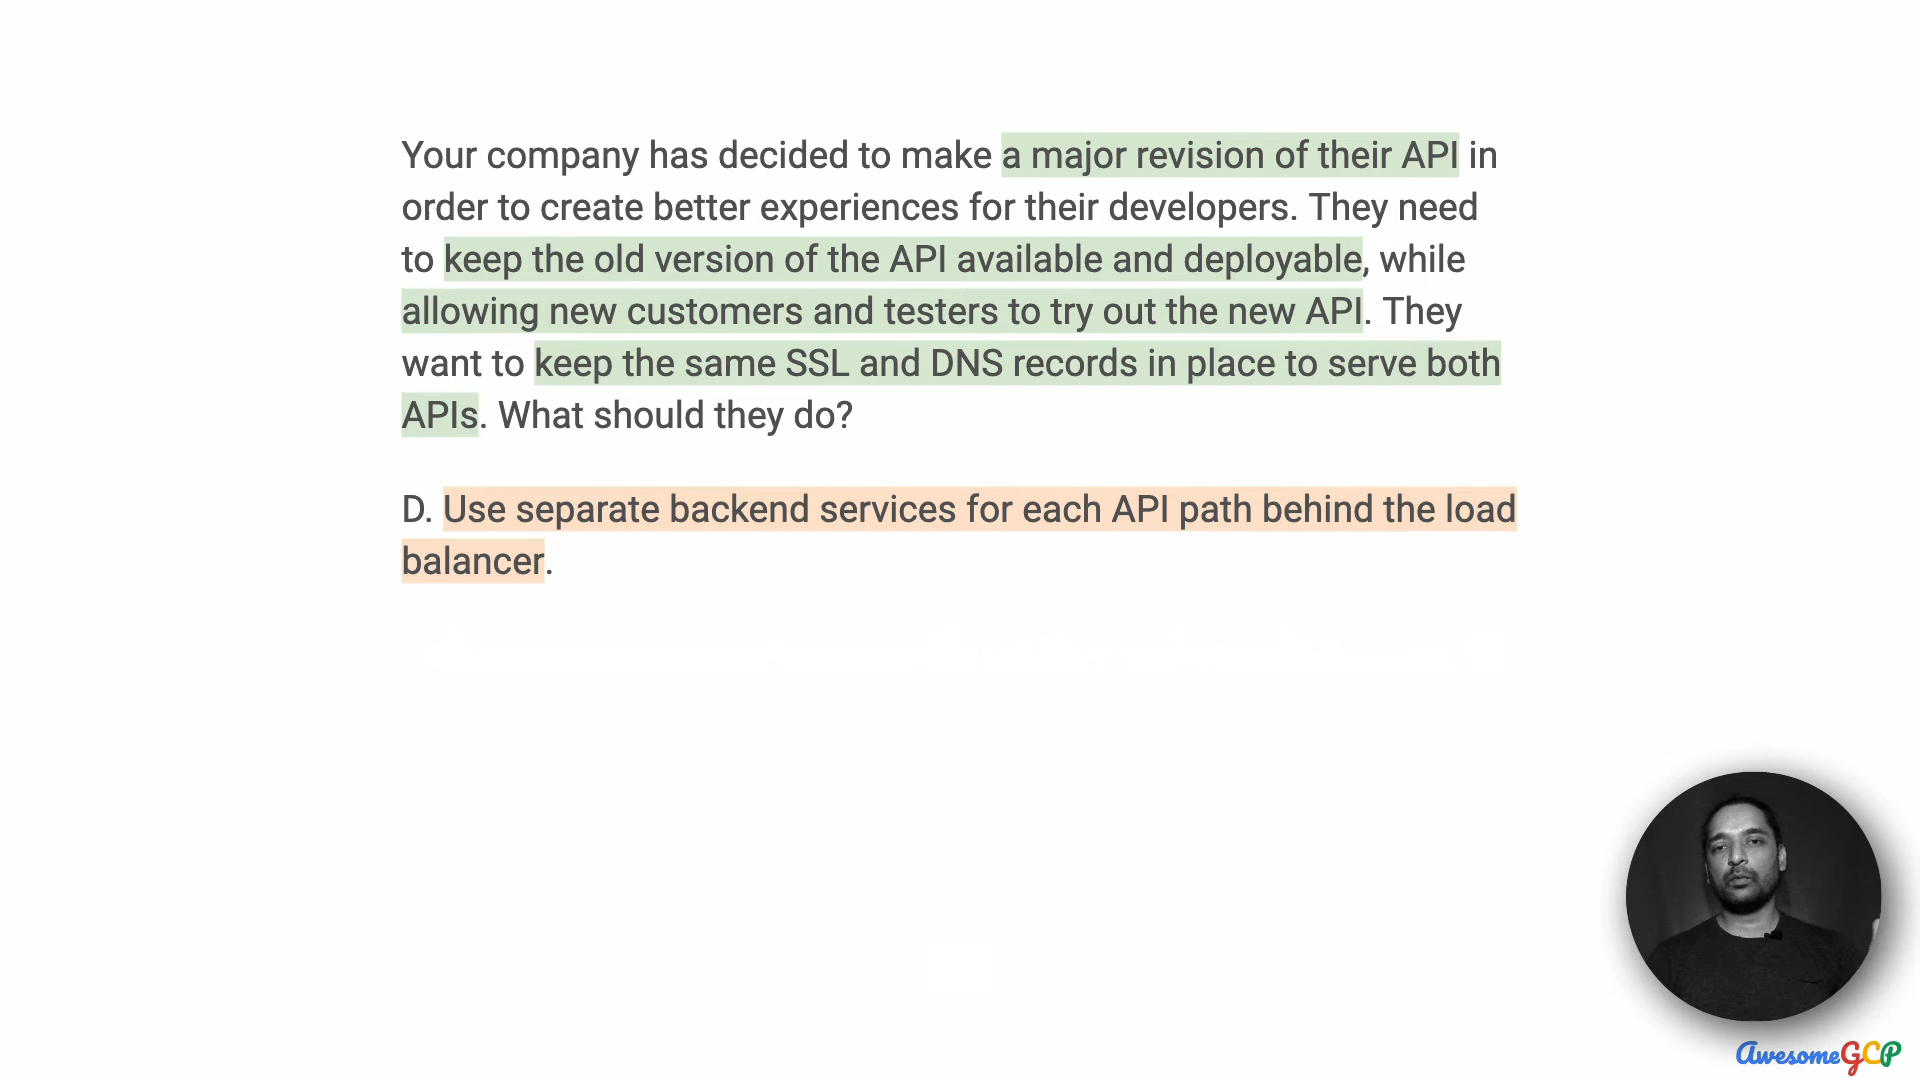 Your company has decided to make a major revision of their API in
order to create better experiences for their developers. They need
to keep the old version of the API available and deployable, while
allowing new customers and testers to try out the new API. They
want to keep the same SSL and DNS records in place to serve both
APIs. What should they do?
D. Use separate backend services for each API path behind the load
balancer.
AwesomeGCP